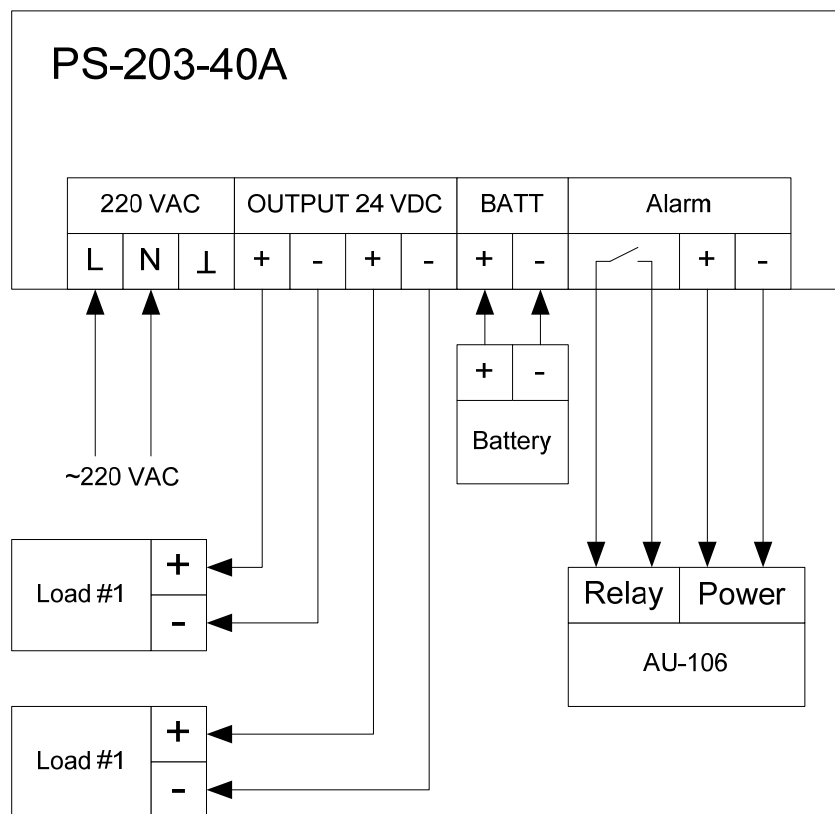 PS-203-40A
220 VAC OUTPUT 24 VDC BATT Alarm
L N ⊥ + - + - + - + -
+ -
Battery
~220 VAC
+
Load #1
-
Relay Power
AU-106
+
Load #1
-